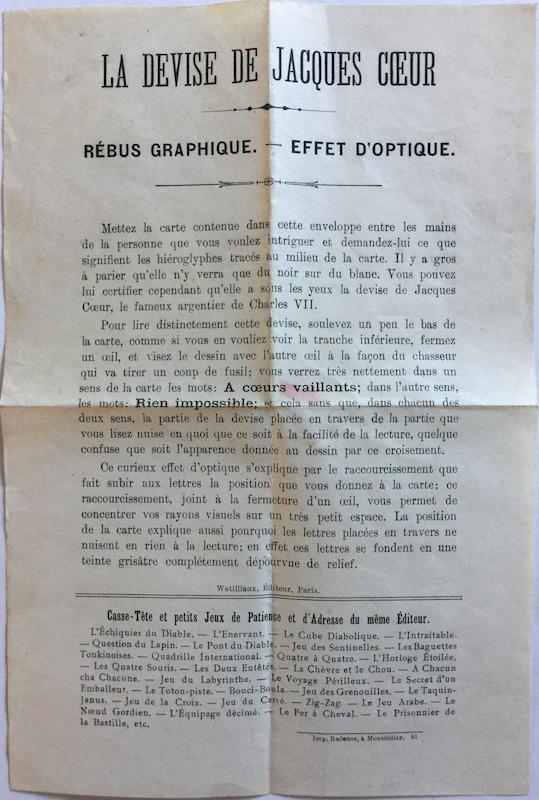 LA DEVISE DE JACQUES CŒUR
RÉBUS GRAPHIQUE. — EFFET D'OPTIQUE.
Mettez la carte contenue dans cette enveloppe entre les mains
de la personne que vous voulez intriguer et demandez-lui ce que
signifient les hiéroglyphes tracés au milieu de la carte. Il y a gros
à parier qu'elle n'y verra que du noir sur du blanc. Vous pouvez
lui certifier cependant qu'elle a sous les yeux la devise de Jacques
Cœur, le fameux argentier de Charles VII.
Pour lire distinctement cette devise, soulevez un peu le bas de
la carte, comme si vous en vouliez voir la tranche inférieure, fermez
un œil, et visez le dessin avec l'autre œil à la façon du chasseur
qui va tirer un coup de fusil; vous verrez très nettement dans un
sens de la carte les mots: A cœurs vaillants; dans l'autre sens,
les mots: Rien impossible; et cela sans que, dans chacun des
deux sens, la partie de la devise placée en travers de la partie que
vous lisez nuise en quoi que ce soit à la facilité de la lecture, quelque
confuse que soit l'apparence donnée au dessin par ce croisement.
Ce curieux effet d'optique s'explique par le raccourcissement que
fait subir aux lettres la position que vous donnez à la carte; ce
raccourcissement, joint à la fermeture d'un œil, vous permet de
concentrer vos rayons visuels sur un très petit espace. La position
de la carte explique aussi pourquoi les lettres placées en travers ne
nuisent en rien à la lecture; en effet ces lettres se fondent en une
teinte grisâtre complétement dépourvue de relief.
Watilliaux, Éditeur, Paris.
Casse-Tête et petits Jeux de Patience et d'Adresse du même Éditeur.
L'Échiquier du Diable. — L'Enervant. — Le Cube Diabolique. — L'Intraitable.
— Question du Lapin. — Le Pont du Diable. — Jeu des Sentinelles. — Les Baguettes
Tonkinoises. — Quadrille International. — Quatre à Quatre. — L'Horloge Étoilée.
— Les Quatre Souris. — Les Deux Entêtés. — La Chèvre et le Chou. — A Chacun
cha Chacune. — Jeu du Labyrinthe. — Le Voyage Périlleux. — Le Secret d'un
Emballeur. — Le Toton-piste. — Bouci-Boula. — Jeu des Grenouilles. — Le Taquin-
Janus. — Jeu de la Croix. — Jeu du Carré. — Zig-Zag. — Le Jeu Arabe. — Le
Nœud Gordien. — L'Équipage décimé. — Le Fer à Cheval. — Le Prisonnier de
la Bastille, etc.
Imp. Radenez, à Montdidier. 91